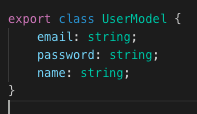 export class UserModel {
    email: string;
    password: string;
    name: string;
}